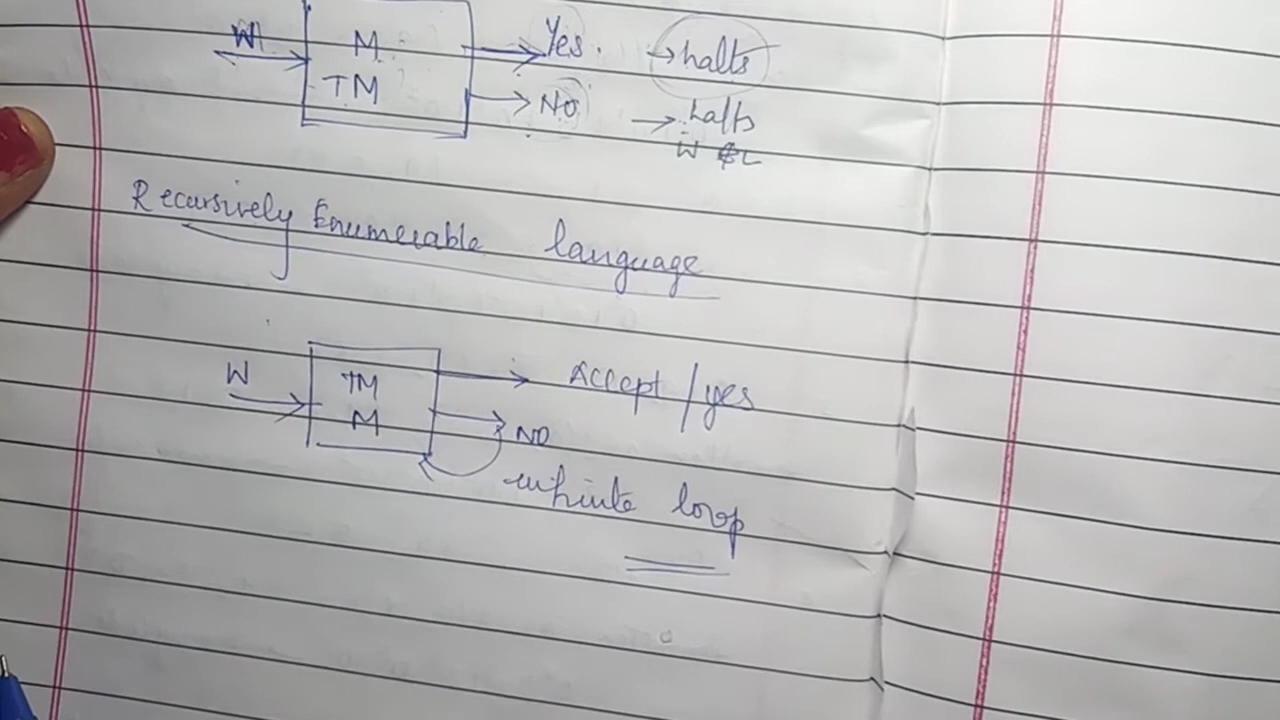 W M Yes. → halts
TM No → halts
W ∉ L
Recursively Enumerable language
W TM Accept / yes
M NO
infinite loop